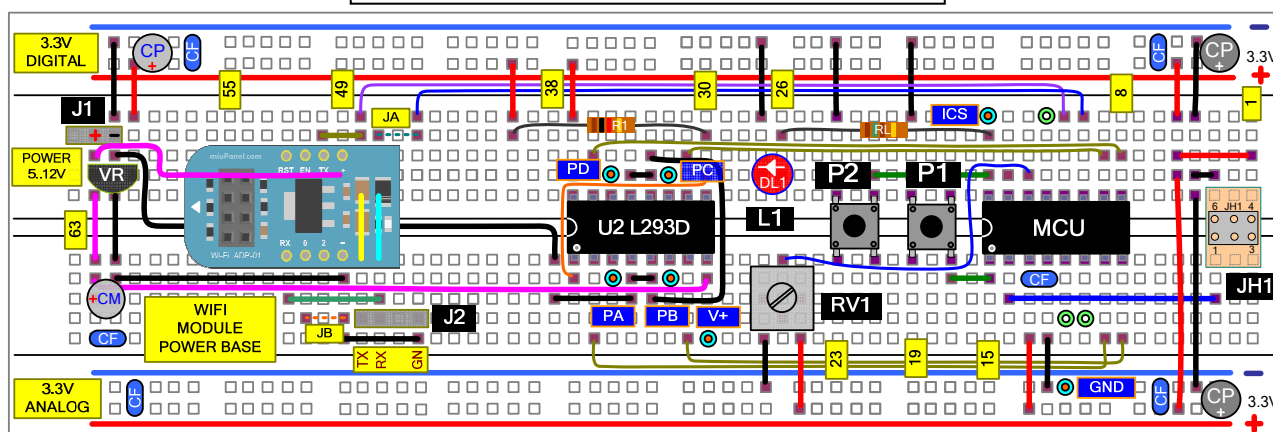 3.3V
DIGITAL
CP
+
CF
CF
CP
+
3.3V
+
55
49
38
30
26
8
1
J1
JA
R1
RL
ICS
+ -
POWER
5..12V
VR
miuPanel.com
RST EN TX +
PD
PC
DL1
P2
P1
L1
U2 L293D
MCU
63
RX 0 2 -
Wi-Fi ADP-01
6 JH1 4
1 3
JH1
+CM
CF
CF
WIFI
MODULE
POWER BASE
JB
J2
PA
PB
V+
RV1
TX
RX
GN
23
19
15
3.3V
ANALOG
CF
GND
CF
CP
+
3.3V
+